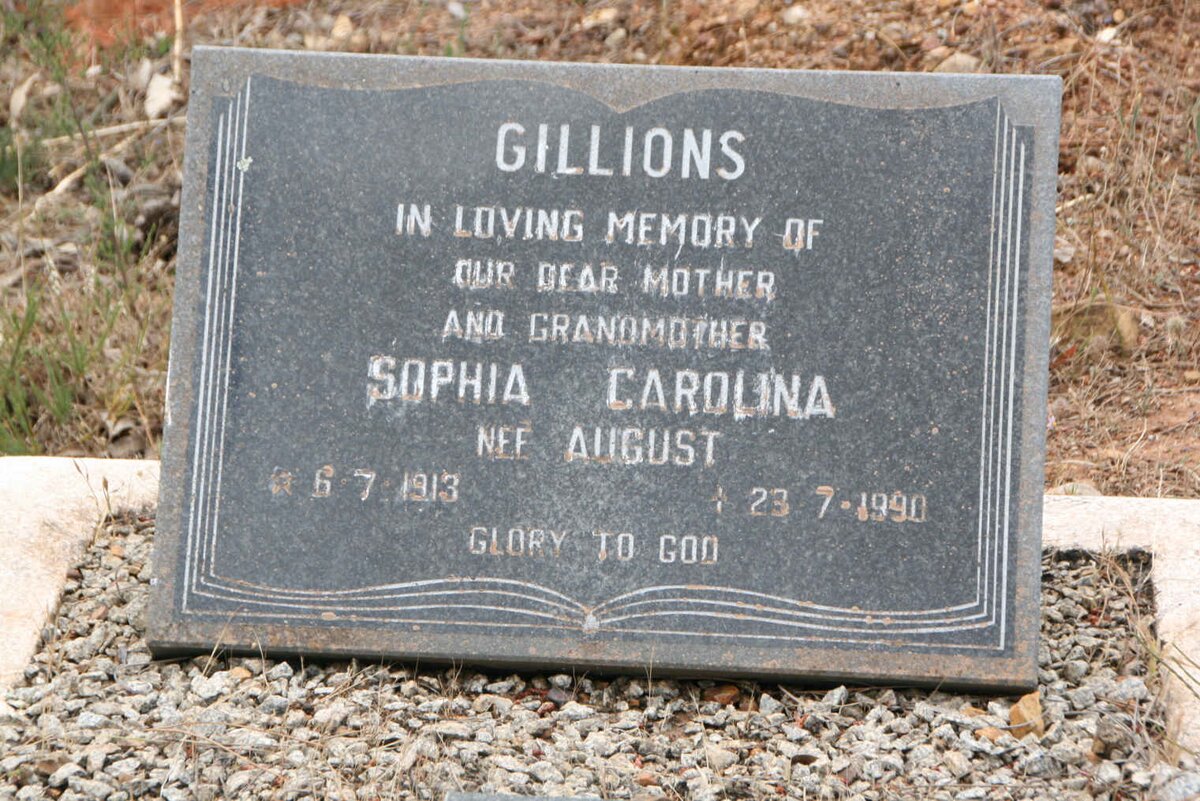 GILLIONS
IN LOVING MEMORY OF
OUR DEAR MOTHER
AND GRANDMOTHER
SOPHIA CAROLINA
NEE AUGUST
☆ 6·7·1913 † 23·7·1990
GLORY TO GOD